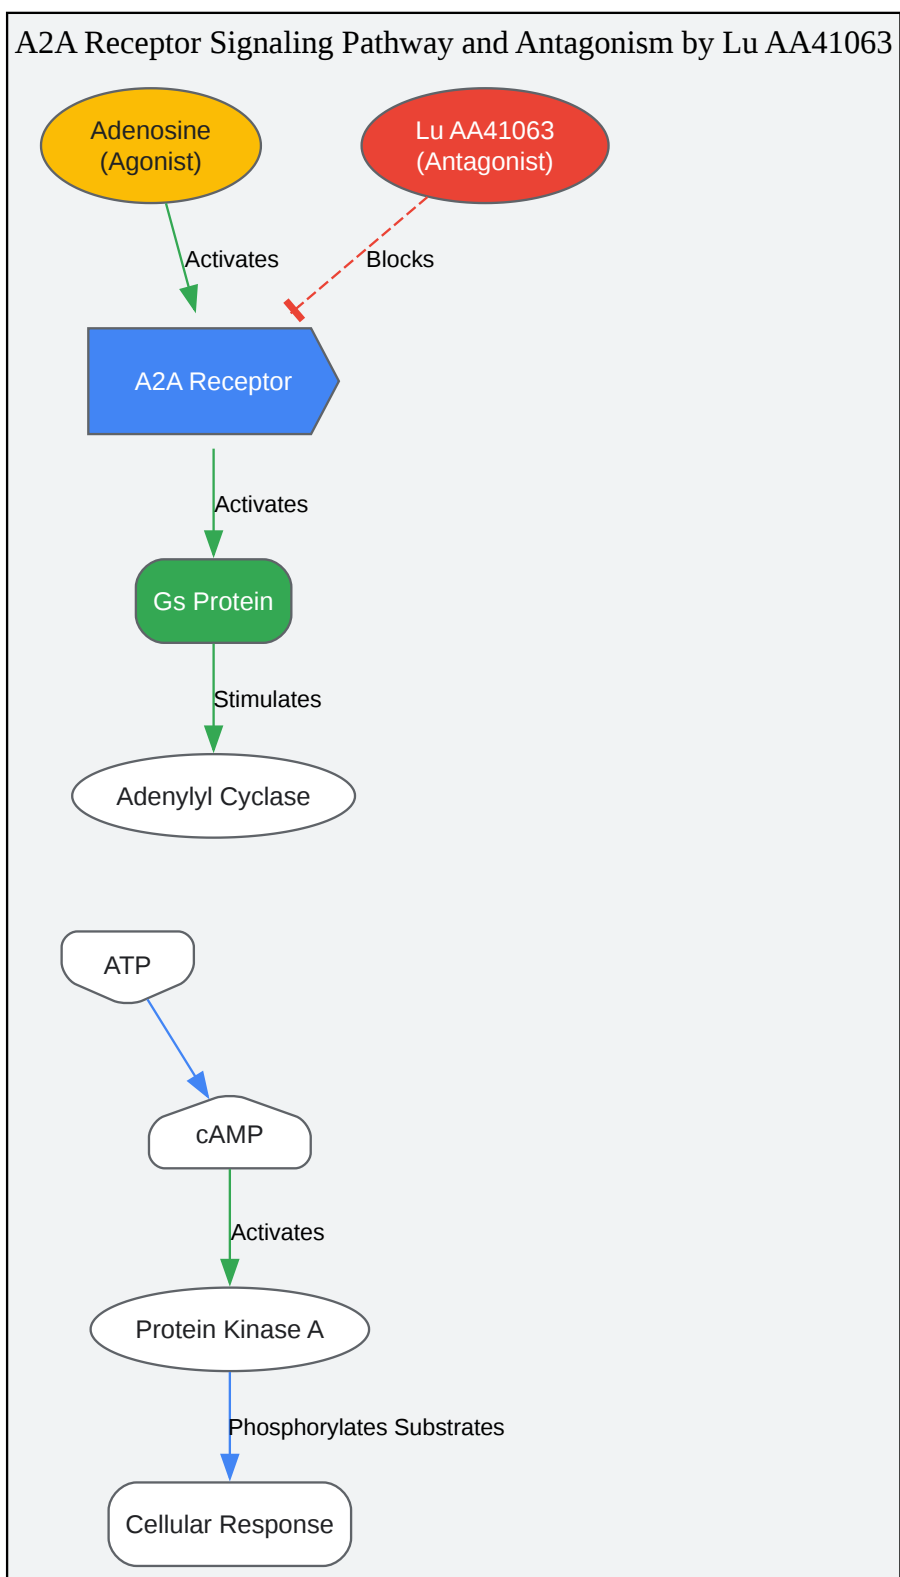 A2A Receptor Signaling Pathway and Antagonism by Lu AA41063
Adenosine
(Agonist)
Lu AA41063
(Antagonist)
Activates
Blocks
A2A Receptor
Activates
Gs Protein
Stimulates
Adenylyl Cyclase
ATP
cAMP
Activates
Protein Kinase A
Phosphorylates Substrates
Cellular Response